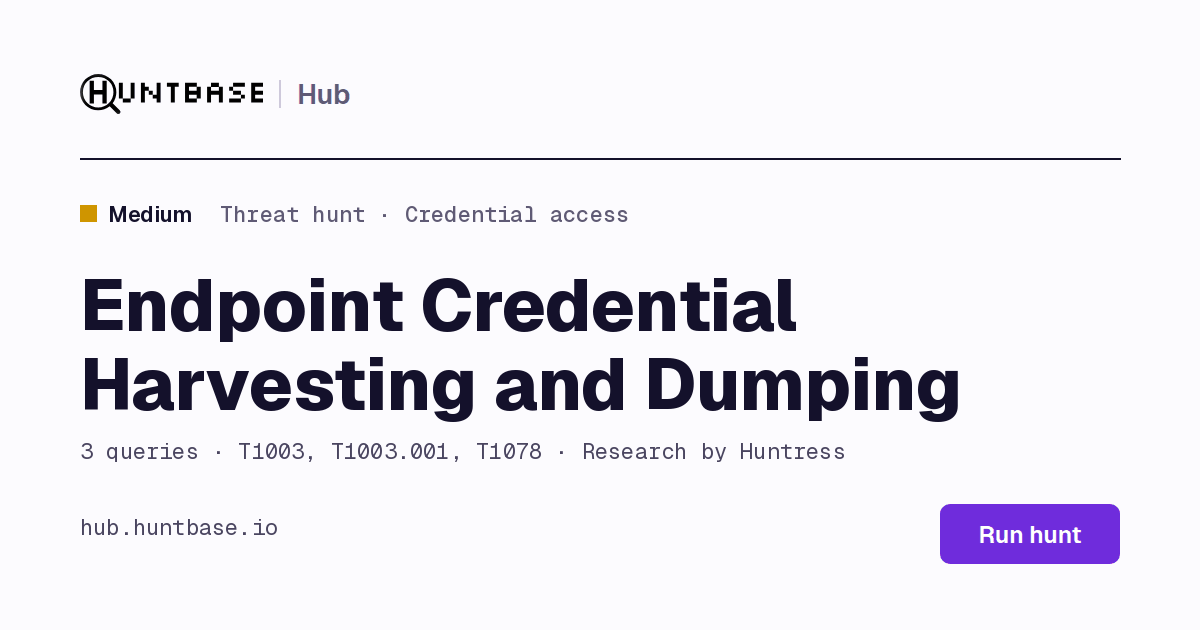 HUNTBASE Hub
Medium Threat hunt · Credential access
Endpoint Credential
Harvesting and Dumping
3 queries · T1003, T1003.001, T1078 · Research by Huntress
hub.huntbase.io
Run hunt